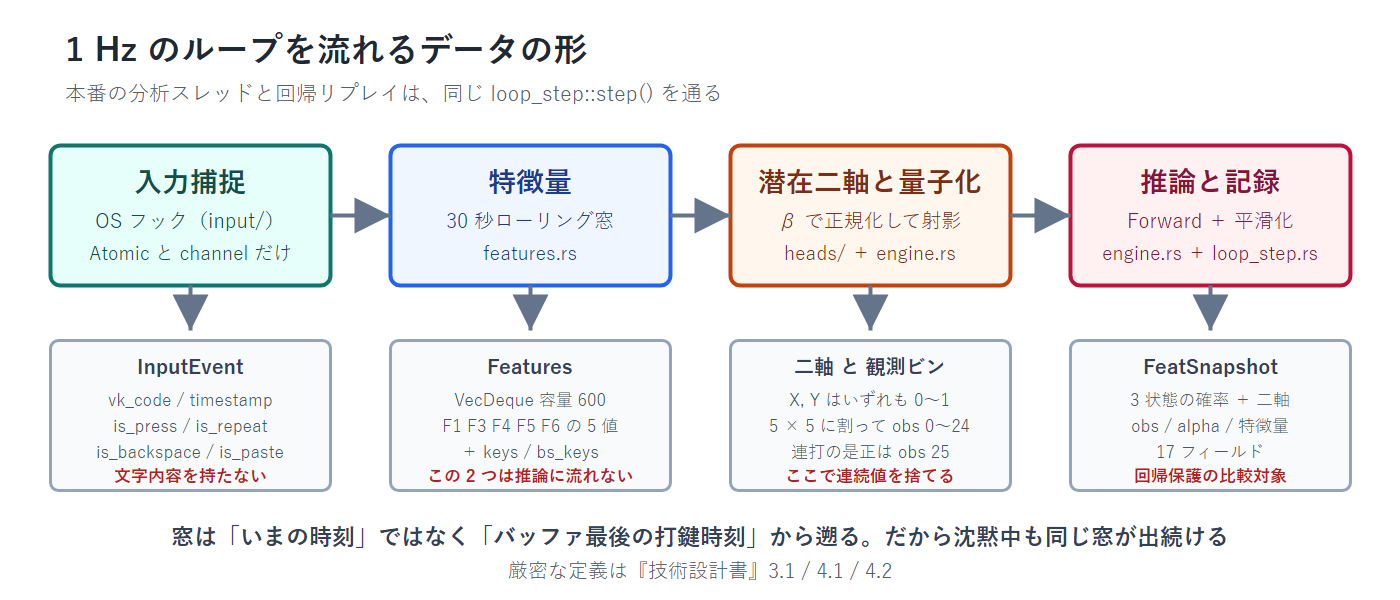 1 Hz のループを流れるデータの形
本番の分析スレッドと回帰リプレイは、同じ loop_step::step() を通る
入力捕捉
OS フック（input/）
Atomic と channel だけ
特徴量
30 秒ローリング窓
features.rs
潜在二軸と量子化
β で正規化して射影
heads/ + engine.rs
推論と記録
Forward + 平滑化
engine.rs + loop_step.rs
InputEvent
vk_code / timestamp
is_press / is_repeat
is_backspace / is_paste
文字内容を持たない
Features
VecDeque 容量 600
F1 F3 F4 F5 F6 の 5 値
+ keys / bs_keys
この 2 つは推論に流れない
二軸 と 観測ビン
X, Y はいずれも 0〜1
5 × 5 に割って obs 0〜24
連打の是正は obs 25
ここで連続値を捨てる
FeatSnapshot
3 状態の確率 + 二軸
obs / alpha / 特徴量
17 フィールド
回帰保護の比較対象
窓は「いまの時刻」ではなく「バッファ最後の打鍵時刻」から遡る。だから沈黙中も同じ窓が出続ける
厳密な定義は『技術設計書』3.1 / 4.1 / 4.2